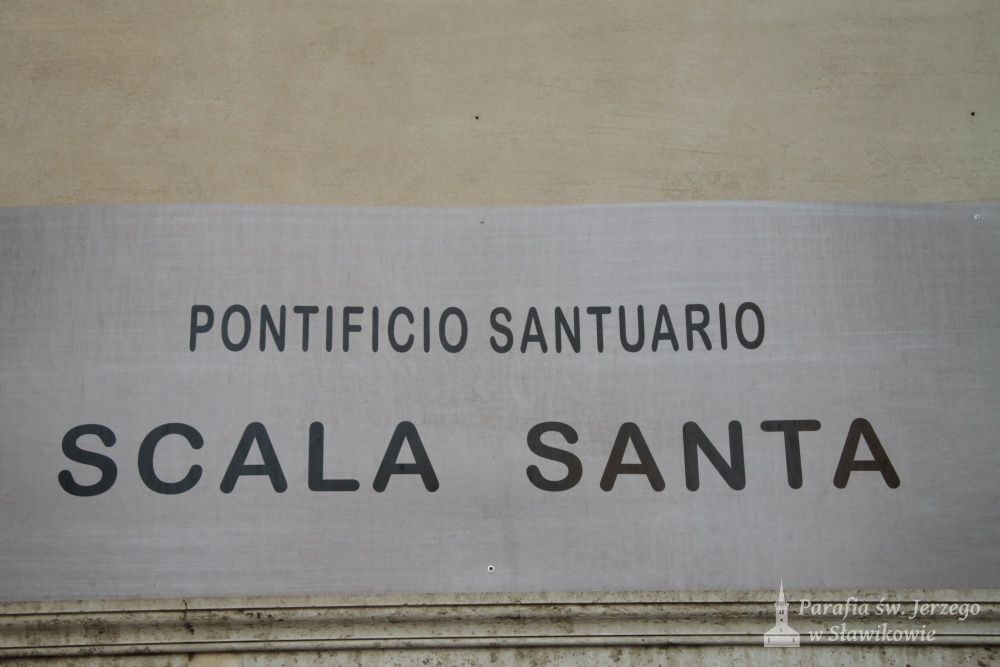 PONTIFICIO SANTUARIO
SCALA SANTA
Parafia św. Jerzego
w Sławikowie